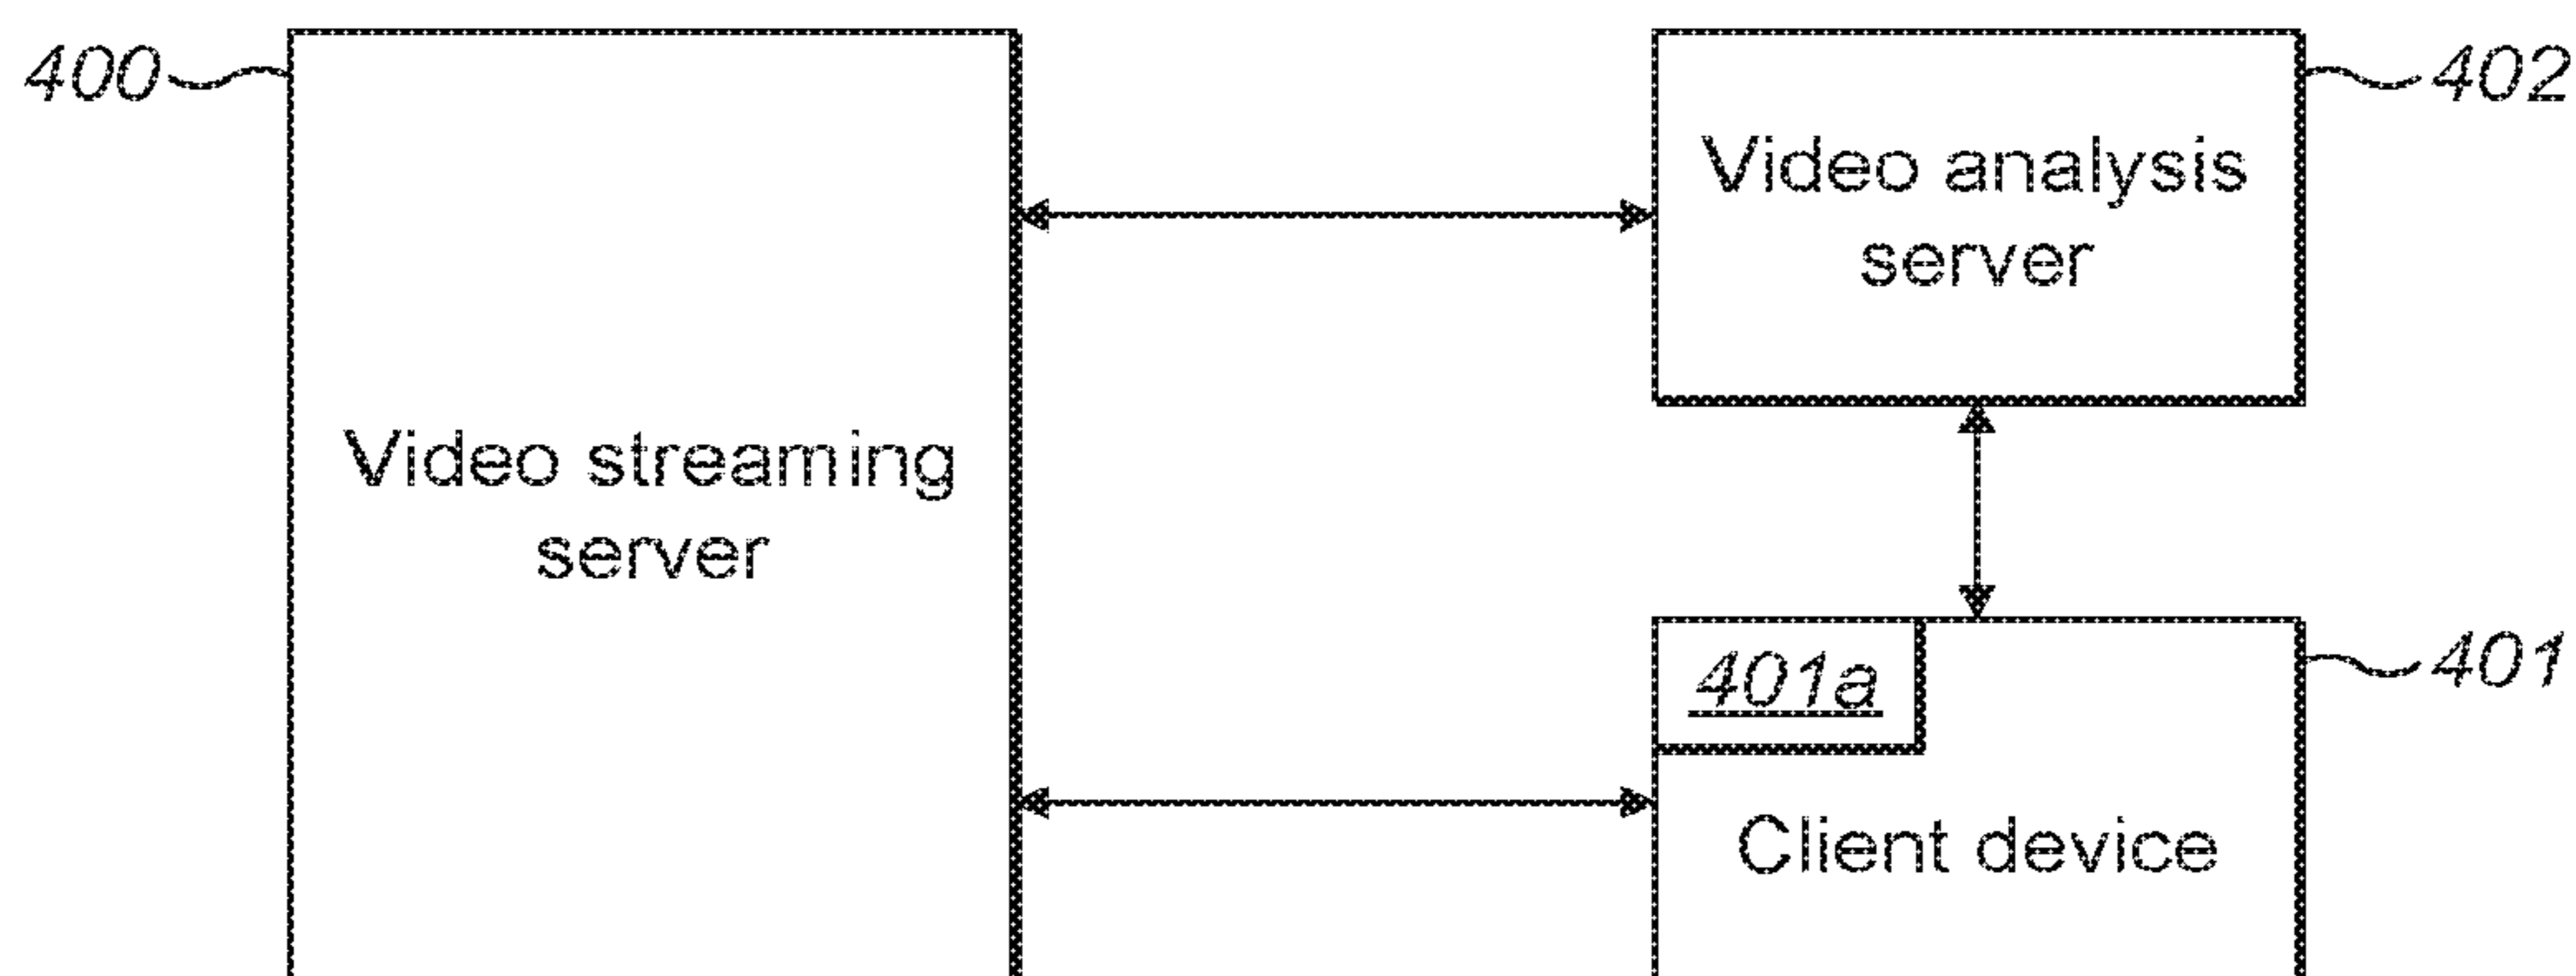 400
402
Video analysis
server
Video streaming
server
401a
401
Client device